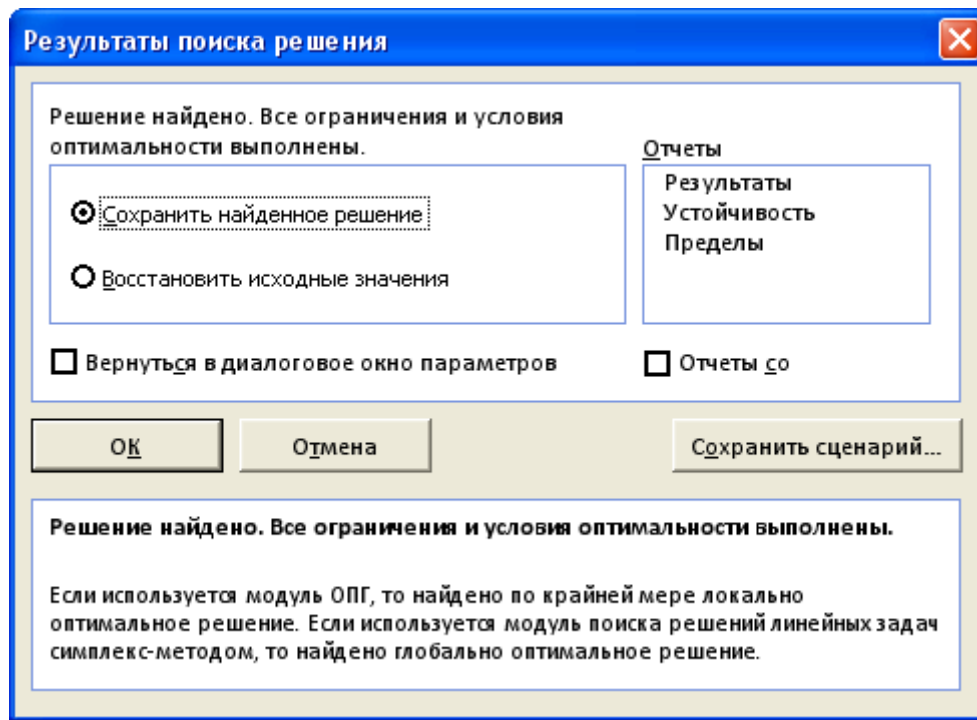 Результаты поиска решения
Решение найдено. Все ограничения и условия
оптимальности выполнены.
Отчеты
Результаты
Устойчивость
Пределы
Сохранить найденное решение
Восстановить исходные значения
Вернуться в диалоговое окно параметров
Отчеты со
ОК
Отмена
Сохранить сценарий...
Решение найдено. Все ограничения и условия оптимальности выполнены.
Если используется модуль ОПГ, то найдено по крайней мере локально
оптимальное решение. Если используется модуль поиска решений линейных задач
симплекс-методом, то найдено глобально оптимальное решение.